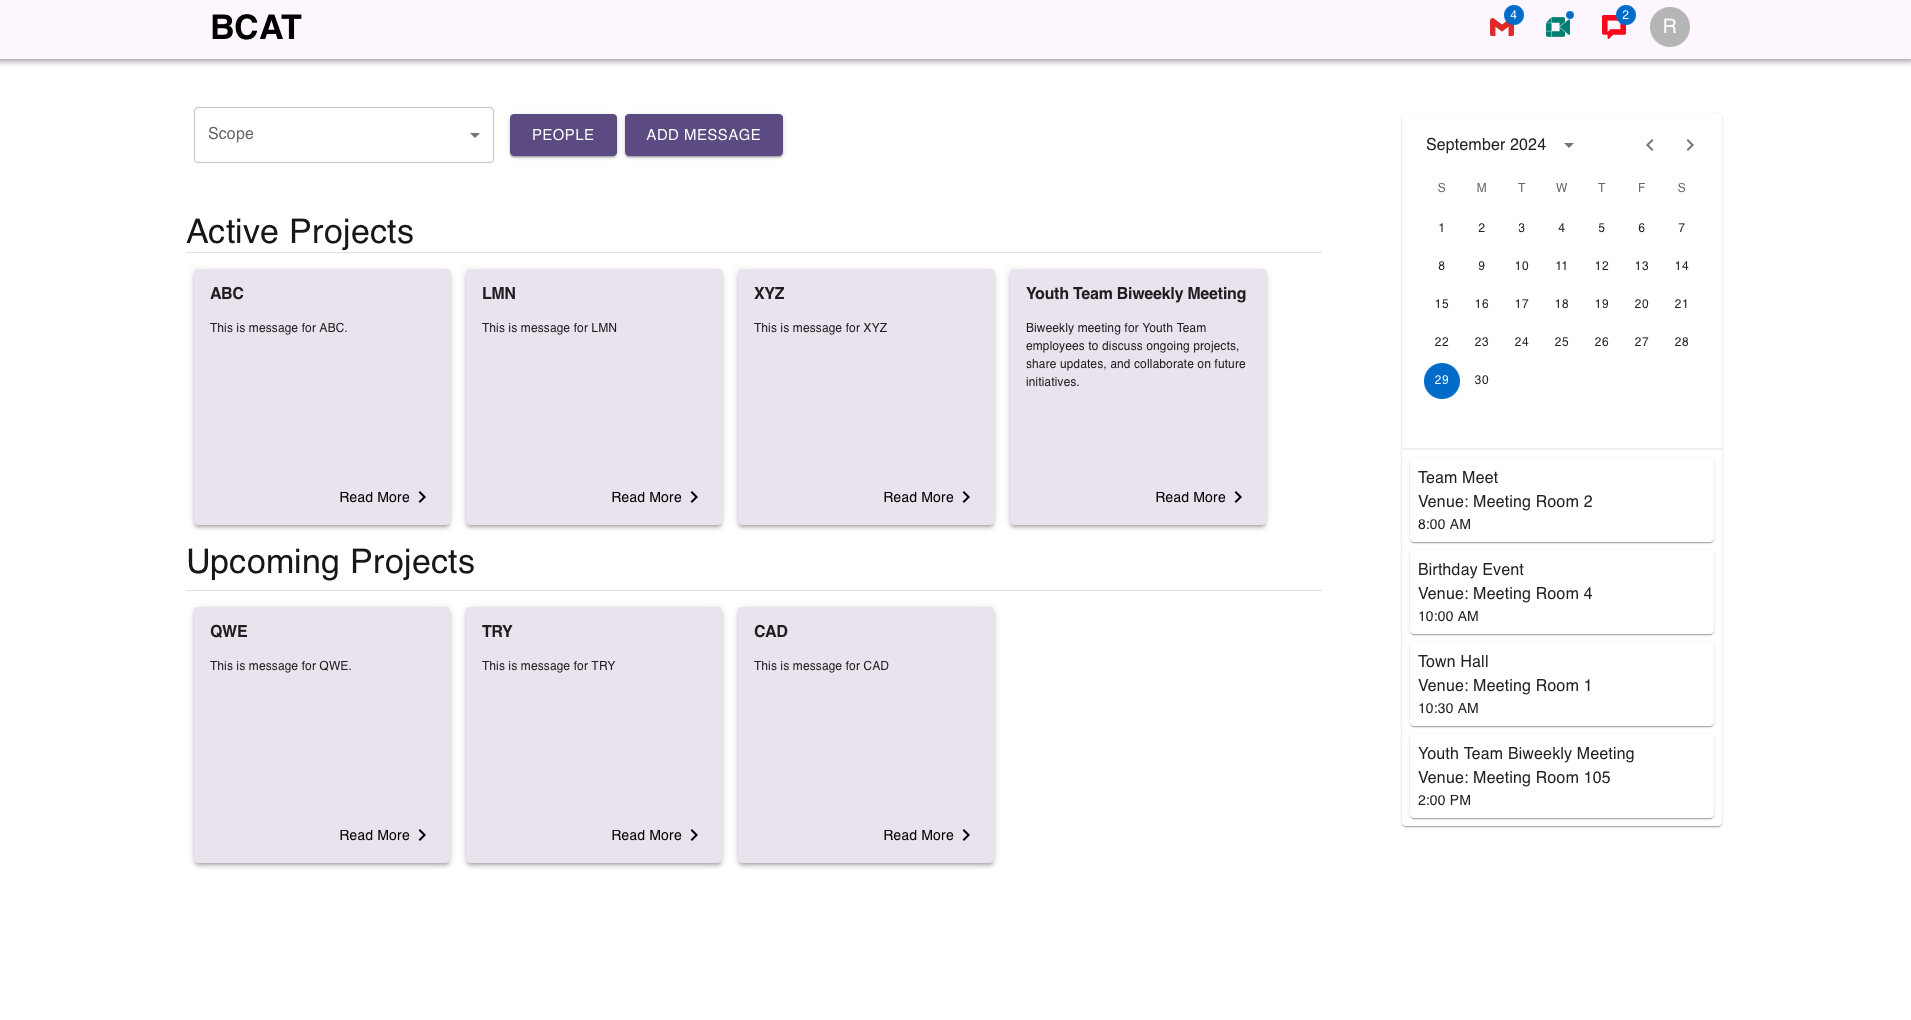 BCAT
4
2
R
Scope
PEOPLE
ADD MESSAGE
Active Projects
ABC
This is message for ABC.
Read More
LMN
This is message for LMN
Read More
XYZ
This is message for XYZ
Read More
Youth Team Biweekly Meeting
Biweekly meeting for Youth Team
employees to discuss ongoing projects,
share updates, and collaborate on future
initiatives.
Read More
Upcoming Projects
QWE
This is message for QWE.
Read More
TRY
This is message for TRY
Read More
CAD
This is message for CAD
Read More
September 2024
S M T W T F S
1 2 3 4 5 6 7
8 9 10 11 12 13 14
15 16 17 18 19 20 21
22 23 24 25 26 27 28
29 30
Team Meet
Venue: Meeting Room 2
8:00 AM
Birthday Event
Venue: Meeting Room 4
10:00 AM
Town Hall
Venue: Meeting Room 1
10:30 AM
Youth Team Biweekly Meeting
Venue: Meeting Room 105
2:00 PM